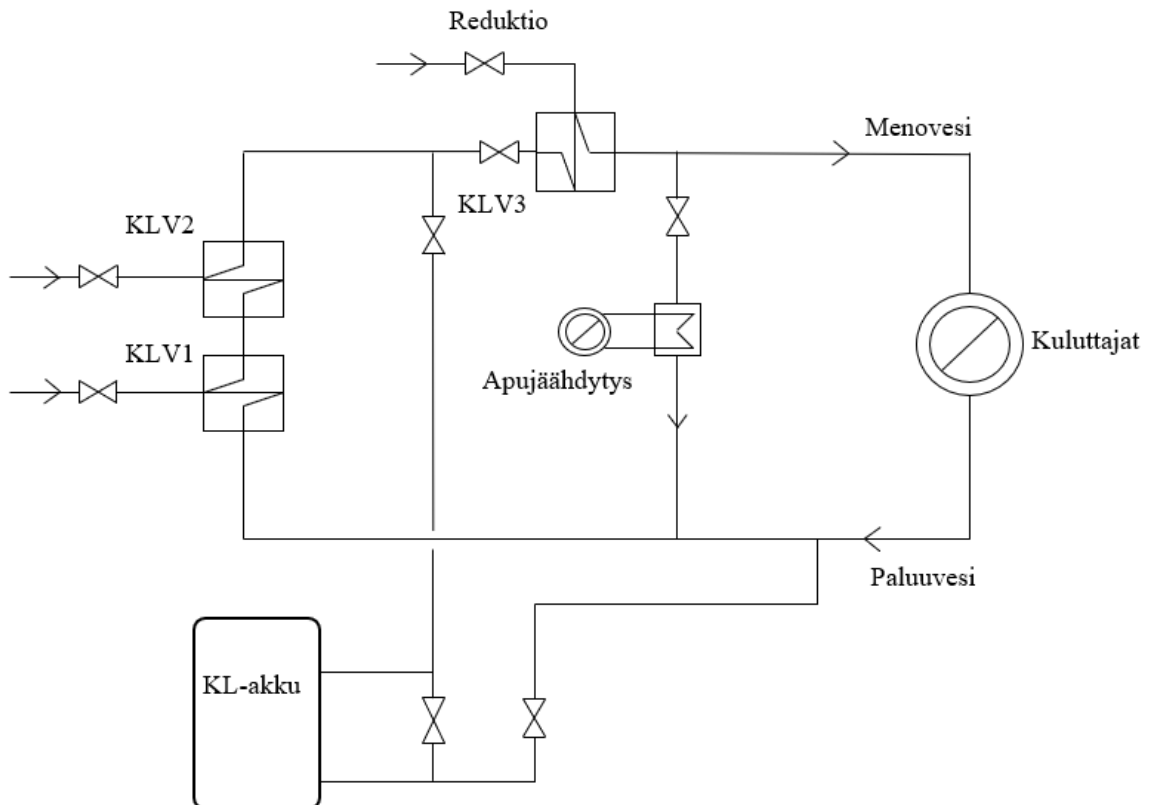 Reduktio
Menovesi
KLV3
KLV2
KLV1
Apujäähdytys
Kuluttajat
Paluuvesi
KL-akku